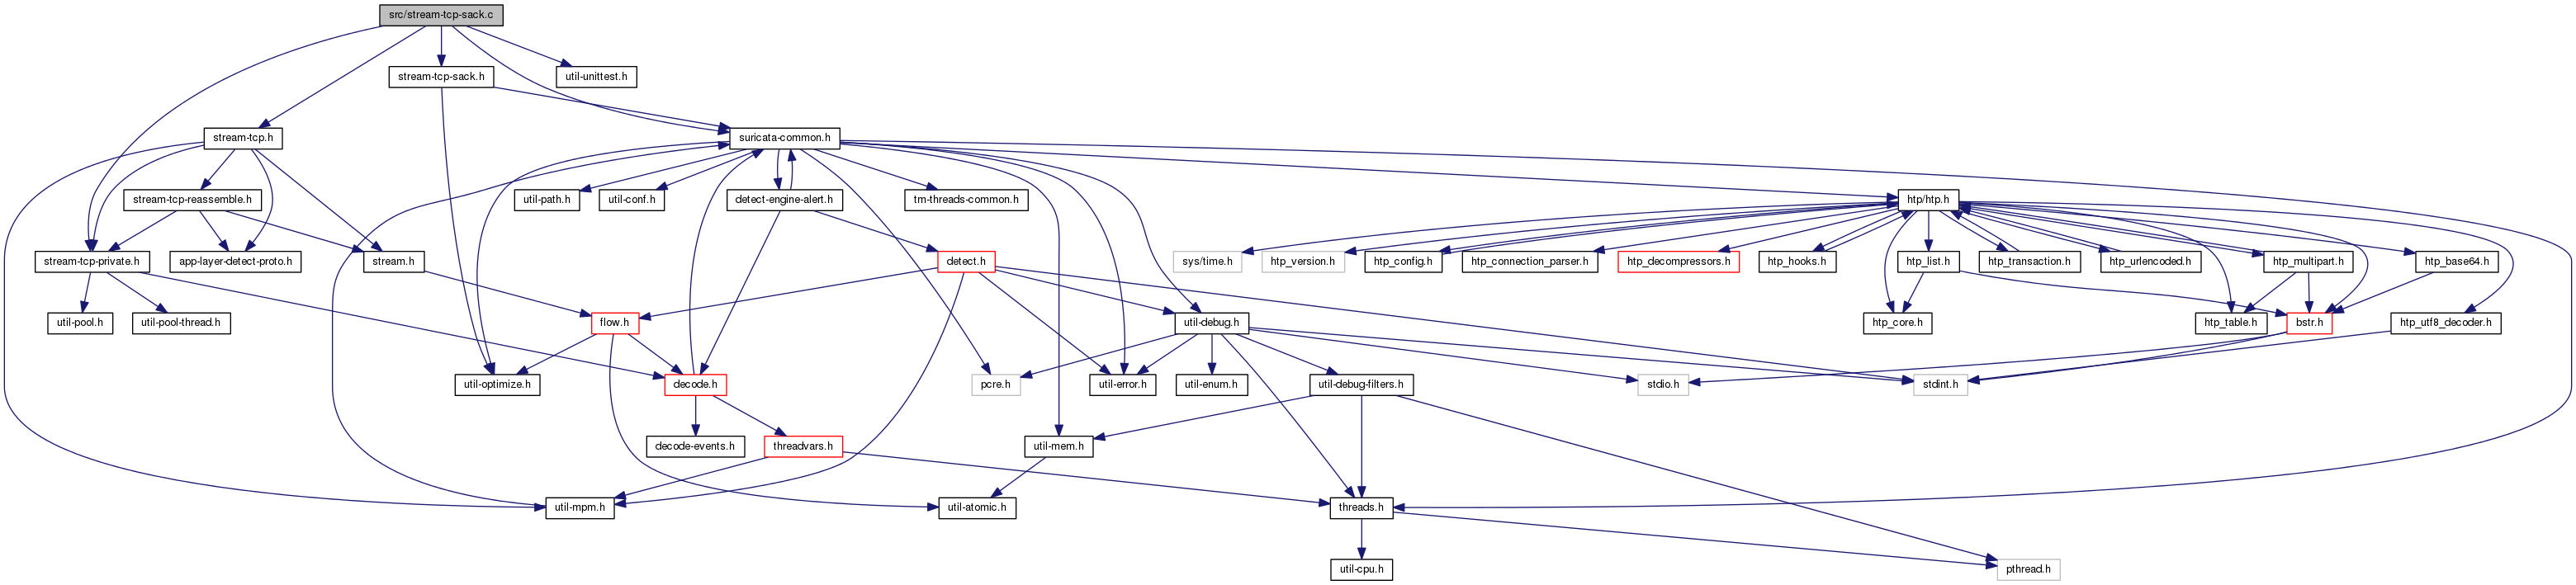 src/stream-tcp-sack.c
stream-tcp-sack.h
util-unittest.h
stream-tcp.h
suricata-common.h
stream-tcp-reassemble.h
util-path.h
util-conf.h
detect-engine-alert.h
tm-threads-common.h
htp/htp.h
stream-tcp-private.h
app-layer-detect-proto.h
stream.h
detect.h
sys/time.h
htp_version.h
htp_config.h
htp_connection_parser.h
htp_decompressors.h
htp_hooks.h
htp_list.h
htp_transaction.h
htp_urlencoded.h
htp_multipart.h
htp_base64.h
util-pool.h
util-pool-thread.h
flow.h
util-debug.h
htp_core.h
htp_table.h
bstr.h
htp_utf8_decoder.h
util-optimize.h
decode.h
pcre.h
util-error.h
util-enum.h
util-debug-filters.h
stdio.h
stdint.h
decode-events.h
threadvars.h
util-mem.h
util-mpm.h
util-atomic.h
threads.h
util-cpu.h
pthread.h